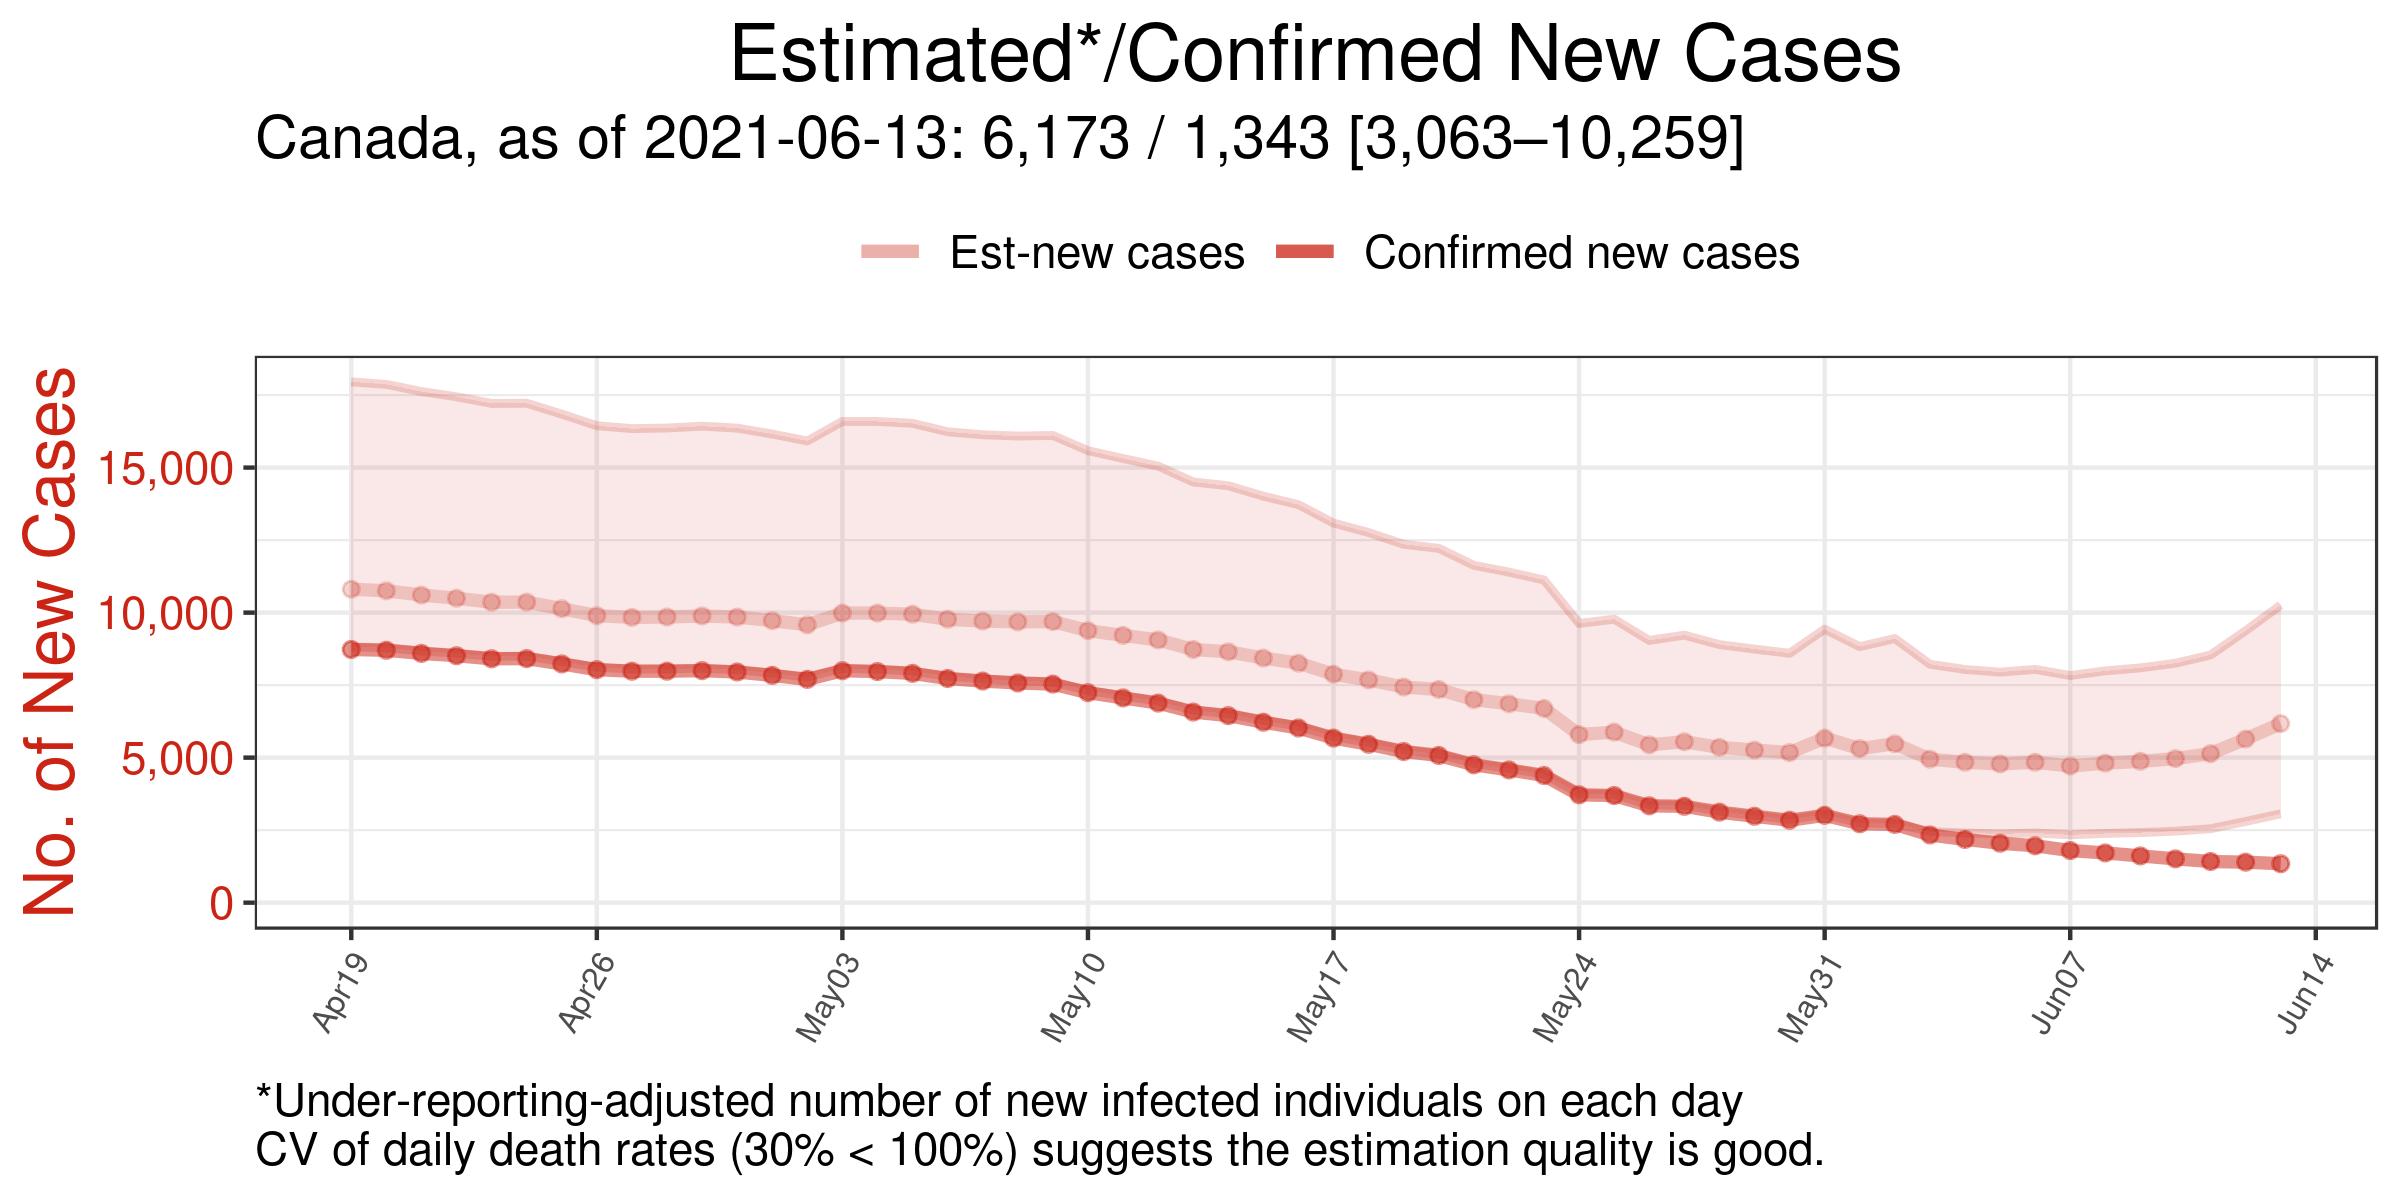 Estimated*/Confirmed New Cases
Canada, as of 2021-06-13: 6,173 / 1,343 [3,063–10,259]
Est-new cases Confirmed new cases
No. of New Cases
15,000
10,000
5,000
0
Apr19 Apr26 May03 May10 May17 May24 May31 Jun07 Jun14
*Under-reporting-adjusted number of new infected individuals on each day
CV of daily death rates (30% < 100%) suggests the estimation quality is good.